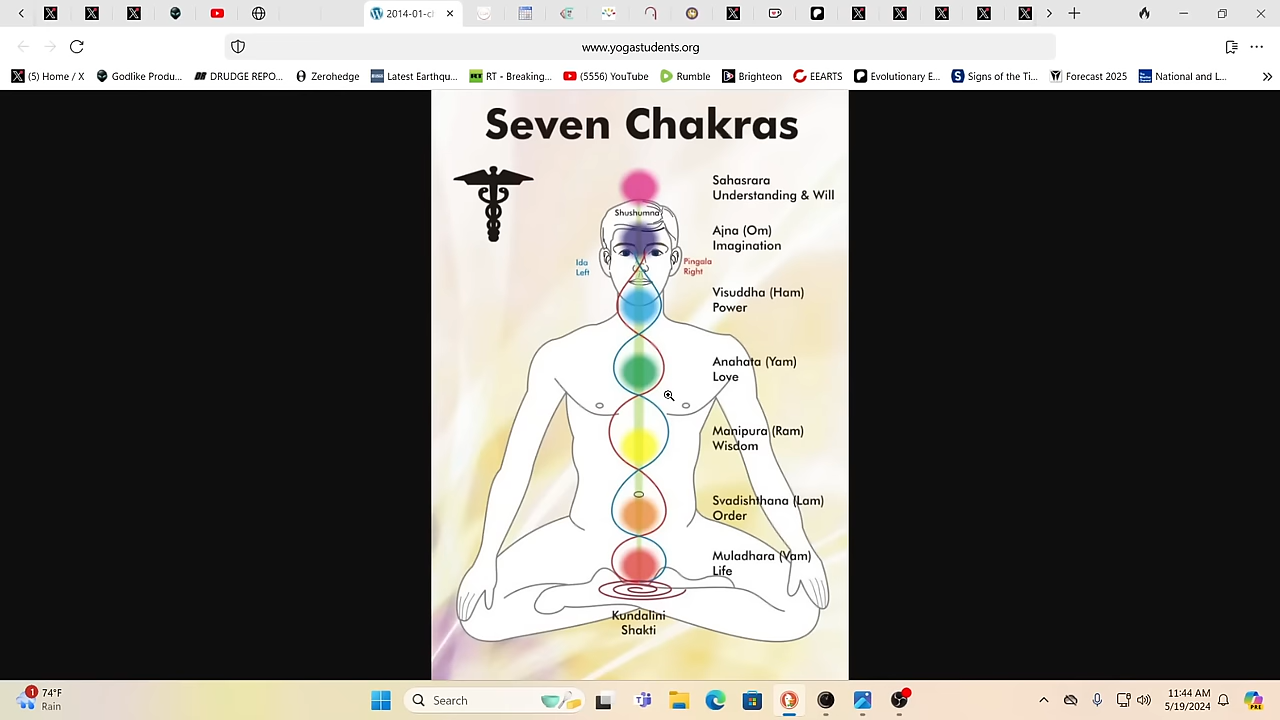 2014-01-cl
www.yogastudents.org
(5) Home / X
Godlike Produ...
DRUDGE REPO...
Zerohedge
Latest Earthqu...
RT - Breaking...
(5556) YouTube
Rumble
Brighteon
EEARTS
Evolutionary E...
Signs of the Ti...
Forecast 2025
National and L...
Seven Chakras
Sahasrara
Understanding & Will
Shushumna
Ajna (Om)
Imagination
Ida
Left
Pingala
Right
Visuddha (Ham)
Power
Anahata (Yam)
Love
Manipura (Ram)
Wisdom
Svadishthana (Lam)
Order
Muladhara (Vam)
Life
Kundalini
Shakti
1
74°F
Rain
Search
11:44 AM
5/19/2024
PRE